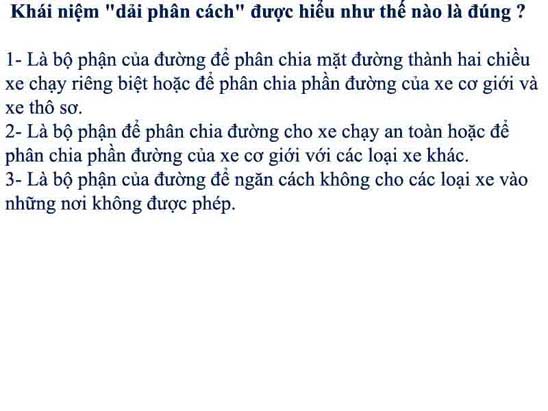 Khái niệm "dải phân cách" được hiểu như thế nào là đúng ?
1- Là bộ phận của đường để phân chia mặt đường thành hai chiều
xe chạy riêng biệt hoặc để phân chia phần đường của xe cơ giới và
xe thô sơ.
2- Là bộ phận để phân chia đường cho xe chạy an toàn hoặc để
phân chia phần đường của xe cơ giới với các loại xe khác.
3- Là bộ phận của đường để ngăn cách không cho các loại xe vào
những nơi không được phép.